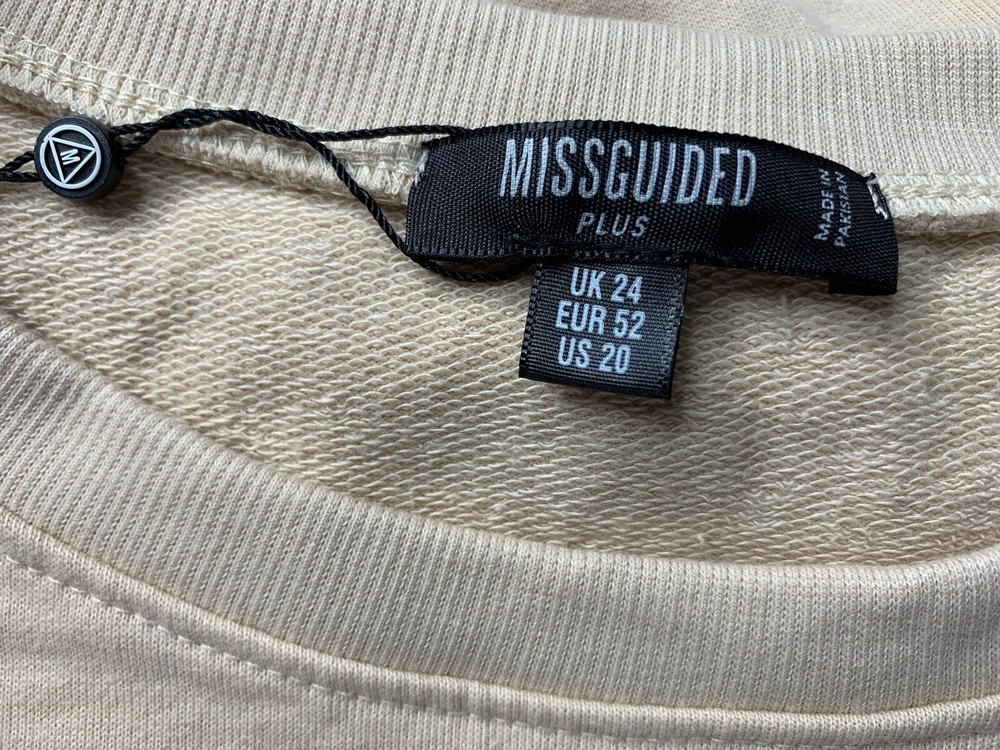 M
MISSGUIDED
PLUS
MADE IN
PAKISTAN
UK 24
EUR 52
US 20